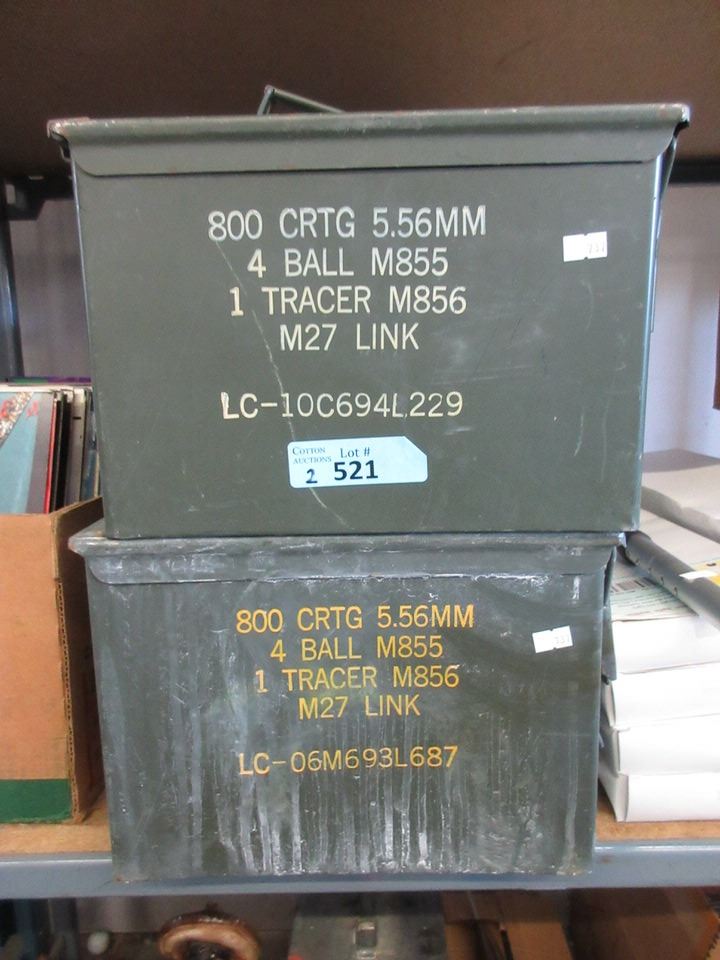 800 CRTG 5.56MM
4 BALL M855
1 TRACER M856
M27 LINK
LC-10C694L229
COTTON AUCTIONS
Lot #
2 521
800 CRTG 5.56MM
4 BALL M855
1 TRACER M856
M27 LINK
LC-06M693L687